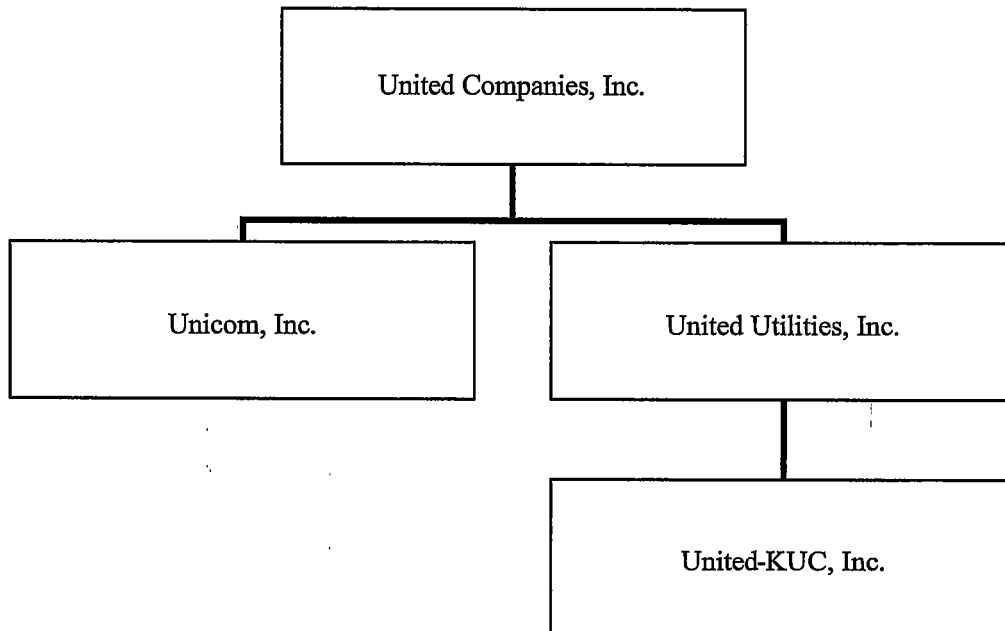 United Companies, Inc.
Unicom, Inc.
United Utilities, Inc.
United-KUC, Inc.